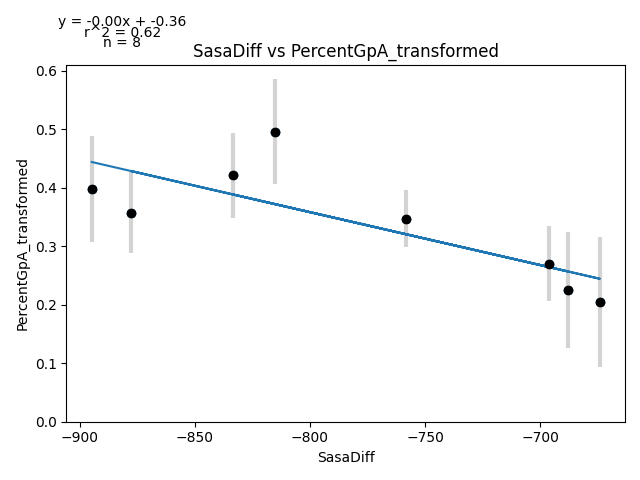 y = -0.00x + -0.36
r^2 = 0.62
n = 8
SasaDiff vs PercentGpA_transformed
0.6
0.5
0.4
0.3
0.2
0.1
0.0
PercentGpA_transformed
−900
−850
−800
−750
−700
SasaDiff